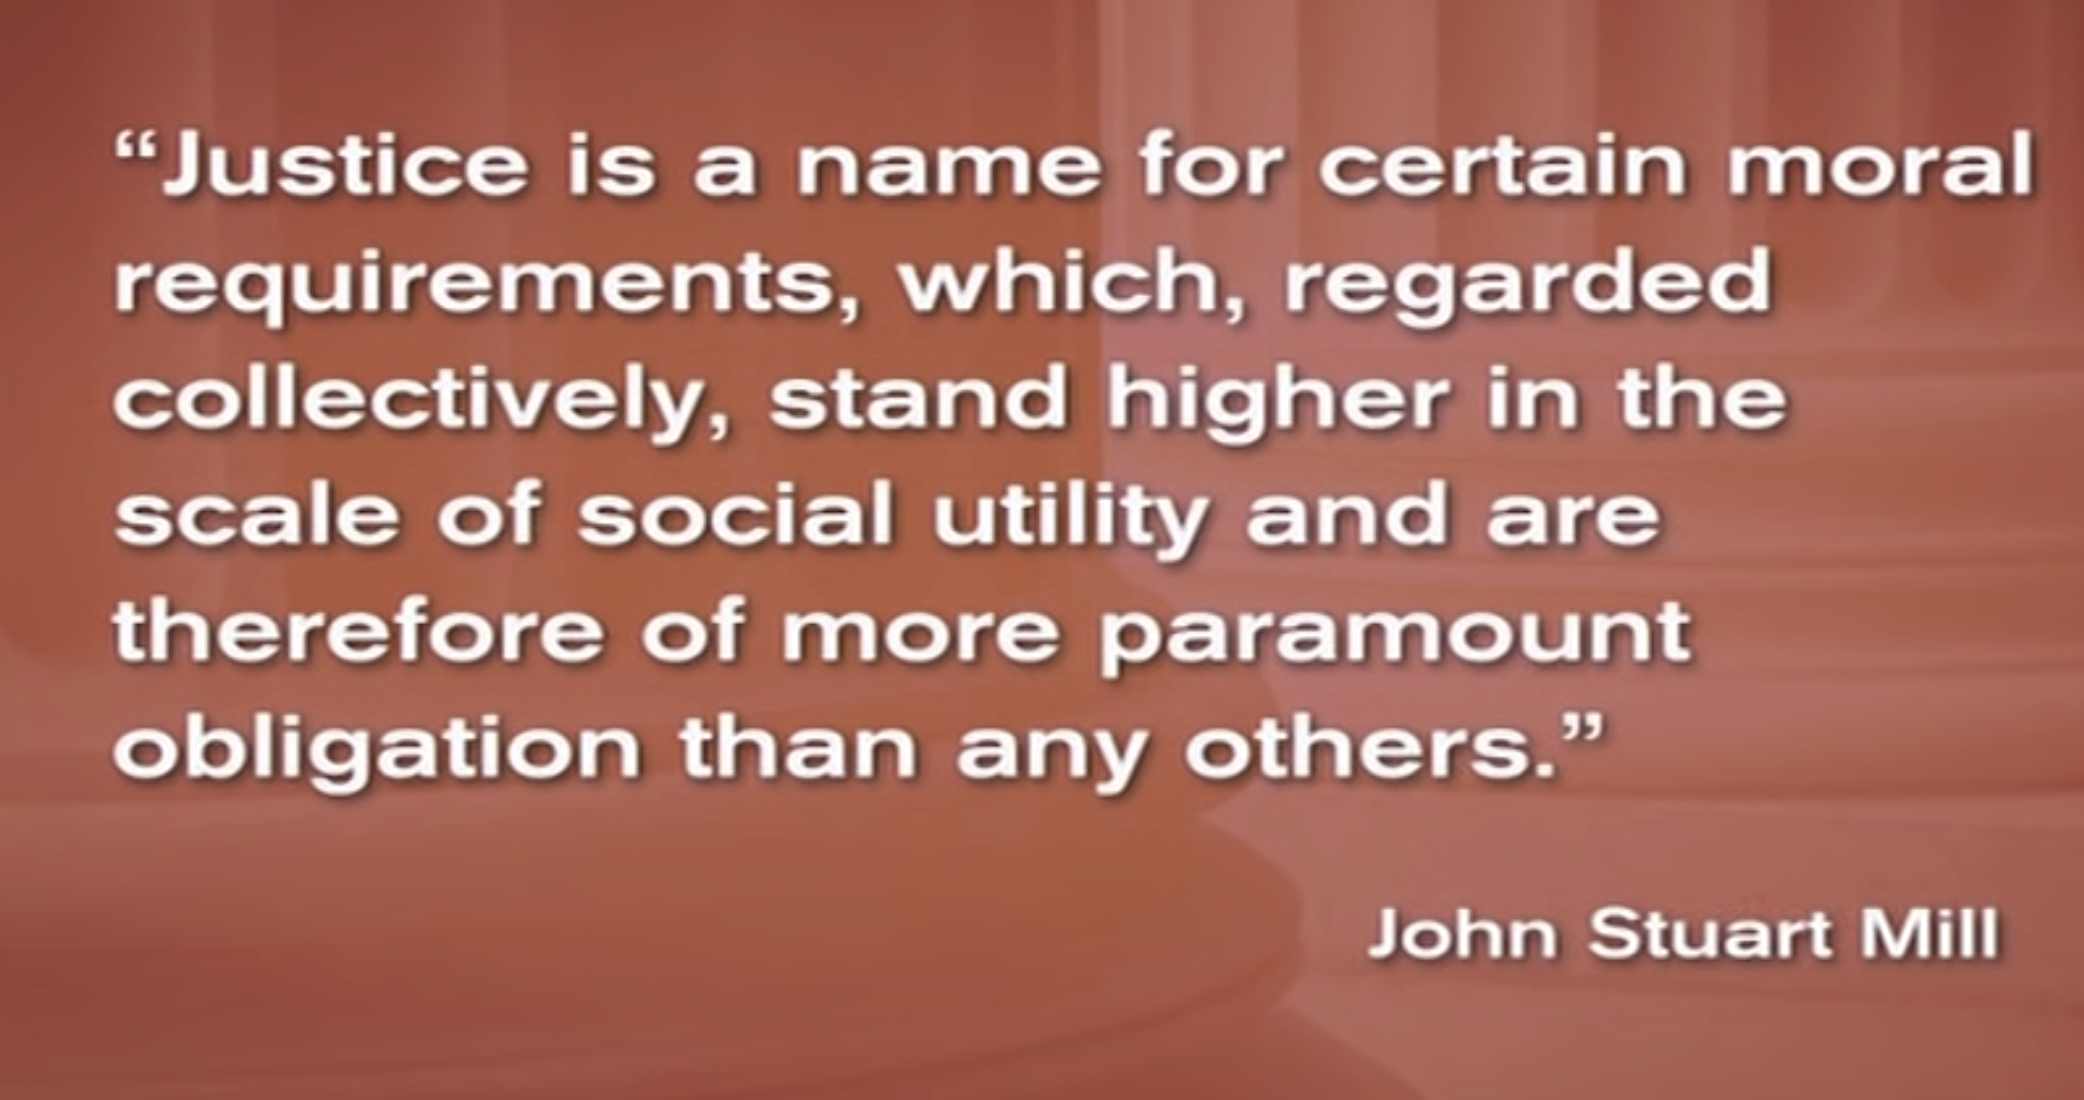 “Justice is a name for certain moral
requirements, which, regarded
collectively, stand higher in the
scale of social utility and are
therefore of more paramount
obligation than any others.”
John Stuart Mill